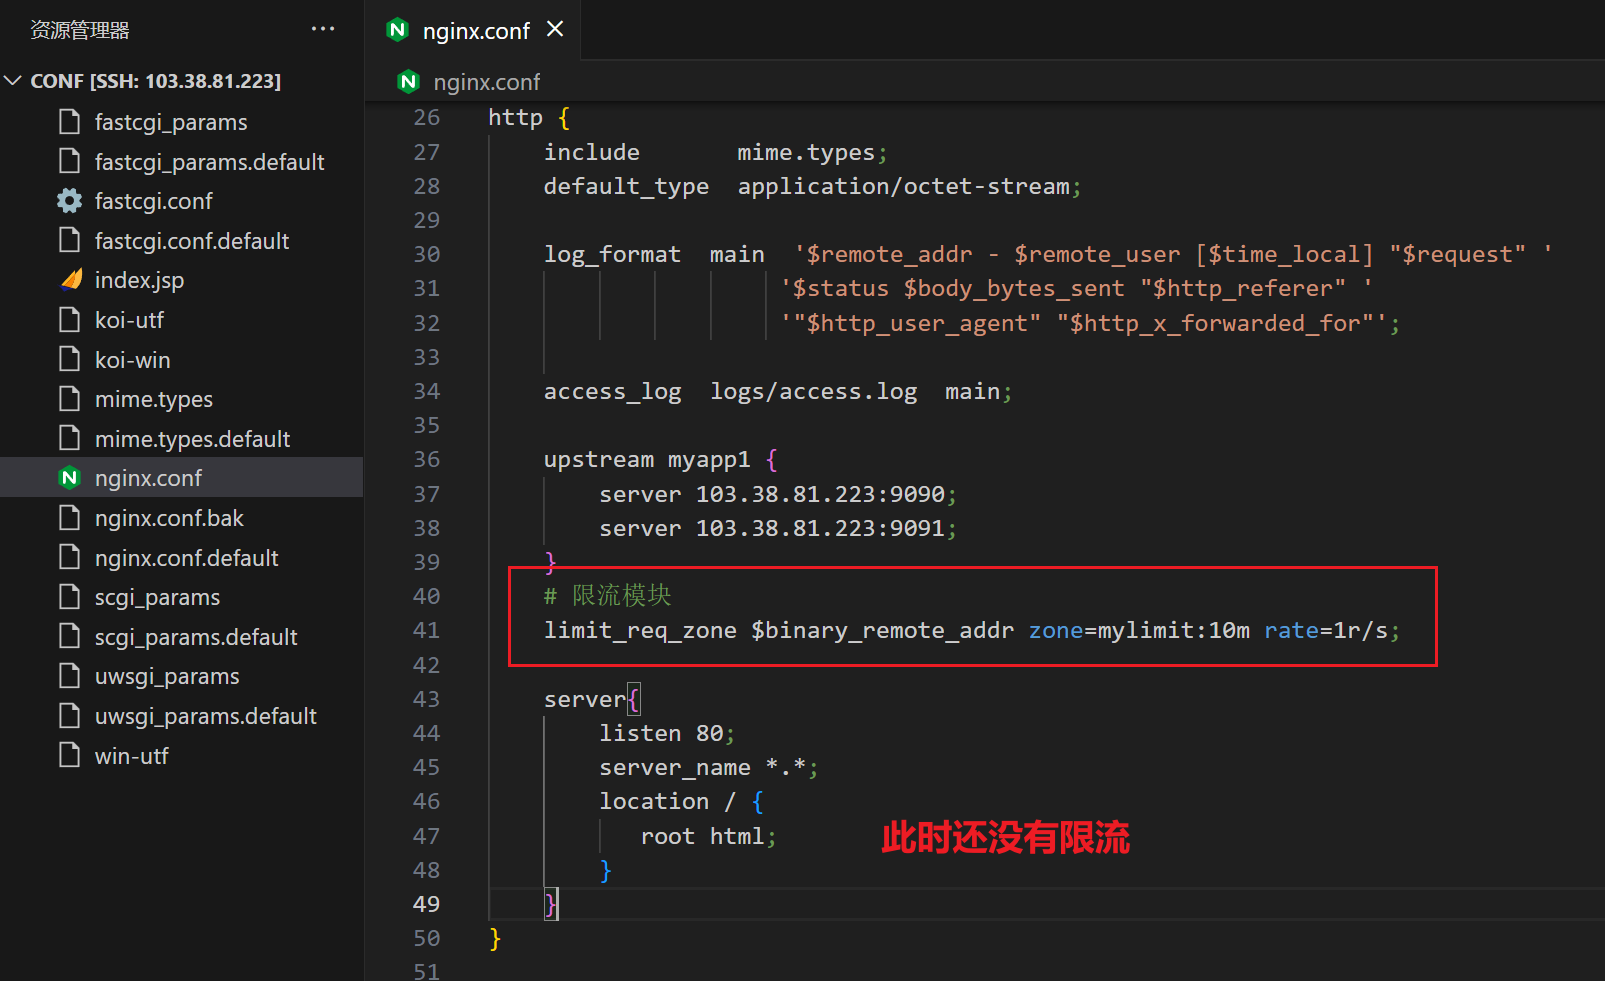 资源管理器 ···
CONF [SSH: 103.38.81.223]
fastcgi_params
fastcgi_params.default
fastcgi.conf
fastcgi.conf.default
index.jsp
koi-utf
koi-win
mime.types
mime.types.default
nginx.conf
nginx.conf.bak
nginx.conf.default
scgi_params
scgi_params.default
uwsgi_params
uwsgi_params.default
win-utf
nginx.conf
nginx.conf
26 http {
27     include       mime.types;
28     default_type  application/octet-stream;
29
30     log_format  main  '$remote_addr - $remote_user [$time_local] "$request" '
31                      '$status $body_bytes_sent "$http_referer" '
32                      '"$http_user_agent" "$http_x_forwarded_for"';
33
34     access_log  logs/access.log  main;
35
36     upstream myapp1 {
37         server 103.38.81.223:9090;
38         server 103.38.81.223:9091;
39     }
40     # 限流模块
41     limit_req_zone $binary_remote_addr zone=mylimit:10m rate=1r/s;
42
43     server{
44         listen 80;
45         server_name *.*;
46         location / {
47            root html; 此时还没有限流
48         }
49     }
50 }
51